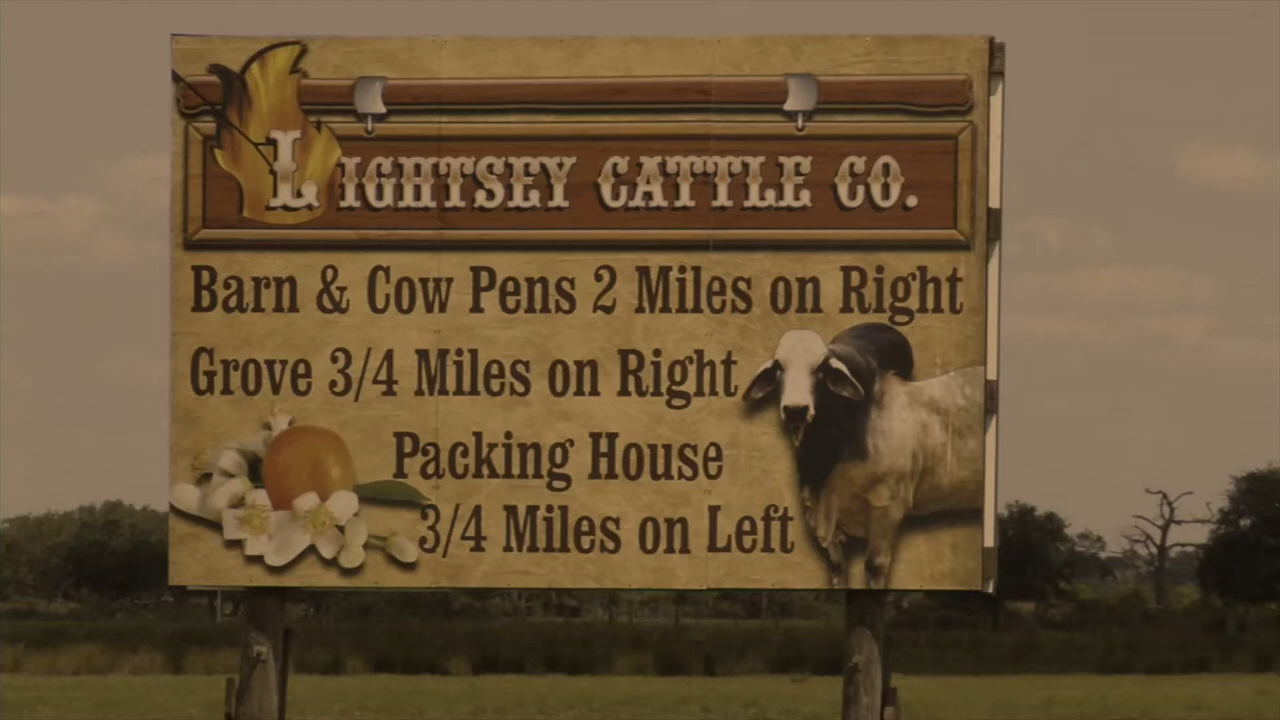 LIGHTSEY CATTLE CO.
Barn & Cow Pens 2 Miles on Right
Grove 3/4 Miles on Right
Packing House
3/4 Miles on Left